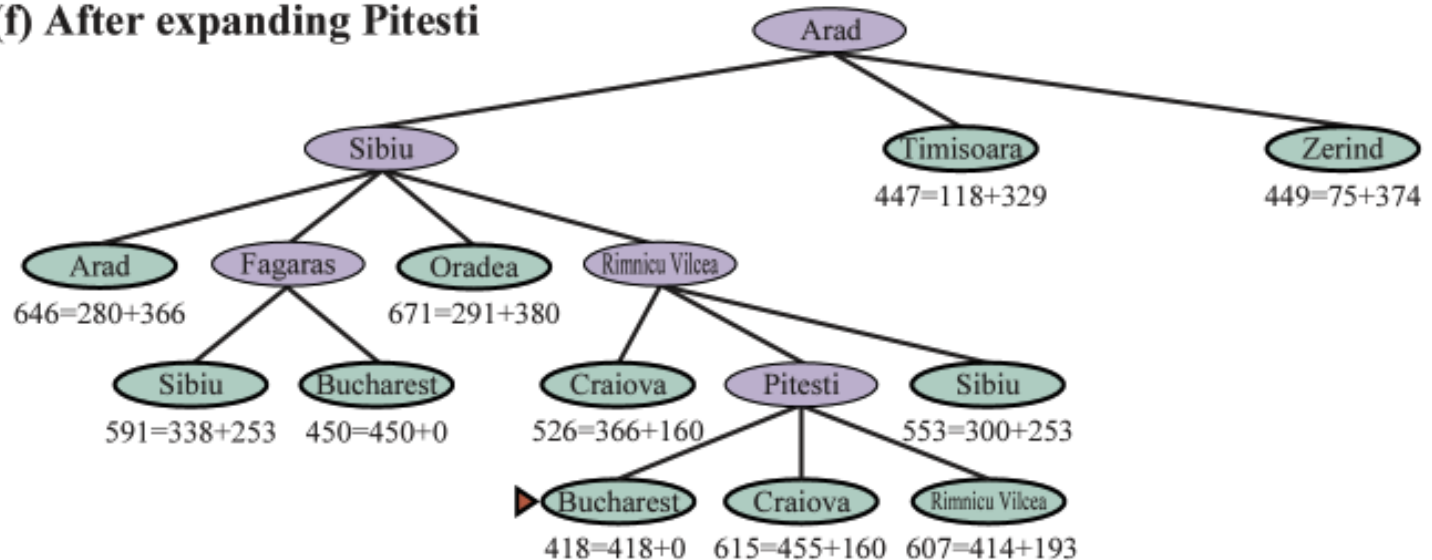 (f) After expanding Pitesti
Arad
Sibiu
Timisoara
Zerind
447=118+329
449=75+374
Arad
Fagaras
Oradea
Rimnicu Vilcea
646=280+366
671=291+380
Sibiu
Bucharest
Craiova
Pitesti
Sibiu
591=338+253
450=450+0
526=366+160
553=300+253
Bucharest
Craiova
Rimnicu Vilcea
418=418+0
615=455+160
607=414+193